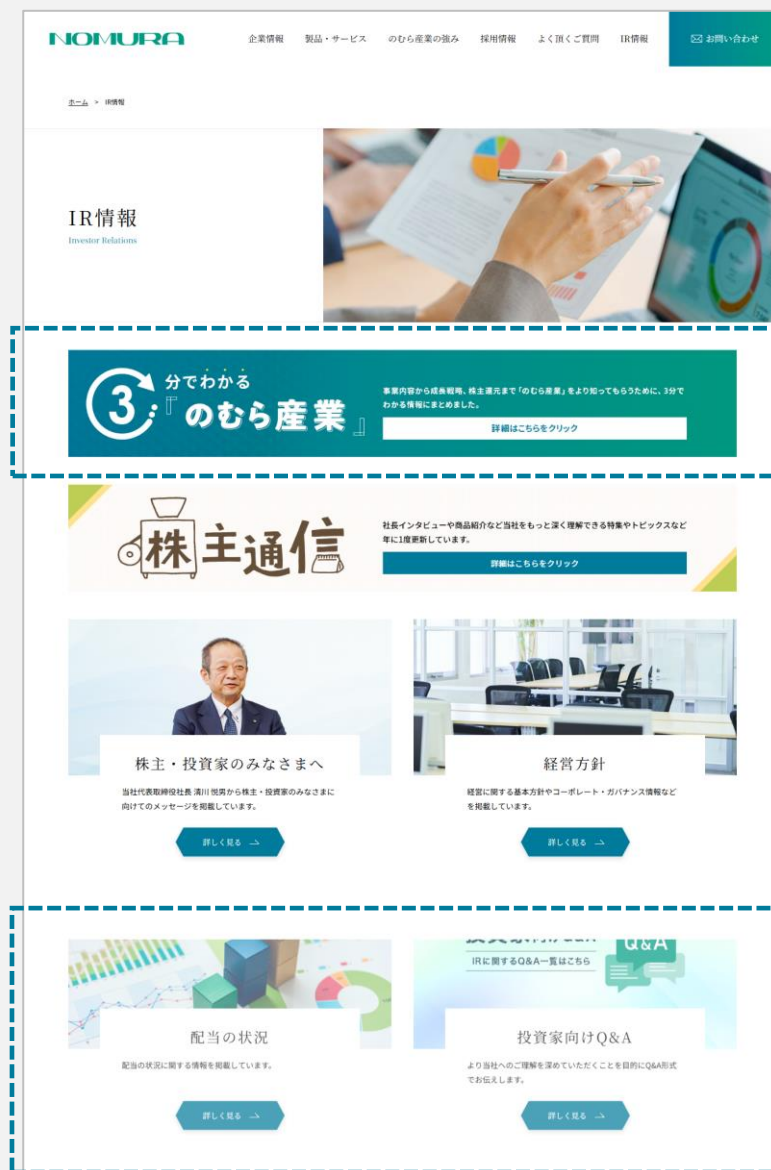 NOMURA
企業情報 製品・サービス のむら産業の強み 採用情報 よく頂くご質問 IR情報 お問い合わせ
ホーム > IR情報
IR情報
Investor Relations
3分でわかる
『のむら産業』
事業内容から成長戦略、株主還元まで「のむら産業」をより知ってもらうために、3分で
わかる情報にまとめました。
詳細はこちらをクリック
株主通信
社長インタビューや商品紹介など当社をもっと深く理解できる特集やトピックスなど
年に1度更新しています。
詳細はこちらをクリック
株主・投資家のみなさまへ
当社代表取締役社長 清川 悦男から株主・投資家のみなさまに
向けてのメッセージを掲載しています。
詳しく見る
経営方針
経営に関する基本方針やコーポレート・ガバナンス情報など
を掲載しています。
詳しく見る
配当の状況
配当の状況に関する情報を掲載しています。
詳しく見る
Q&A
IRに関するQ&A一覧はこちら
投資家向けQ&A
より当社へのご理解を深めていただくことを目的にQ&A形式
でお伝えします。
詳しく見る